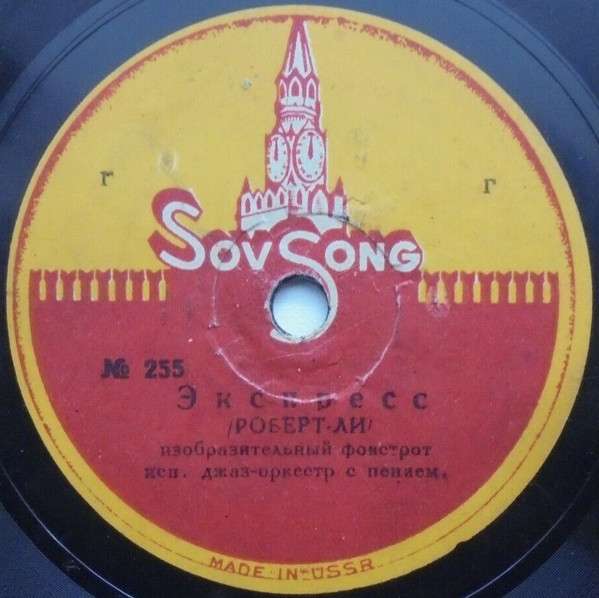 г г
SOVSONG
№ 255
Экспресс
/РОБЕРТ-ЛИ/
изобразительный фокстрот
исп. джаз-оркестр с пением.
MADE IN USSR